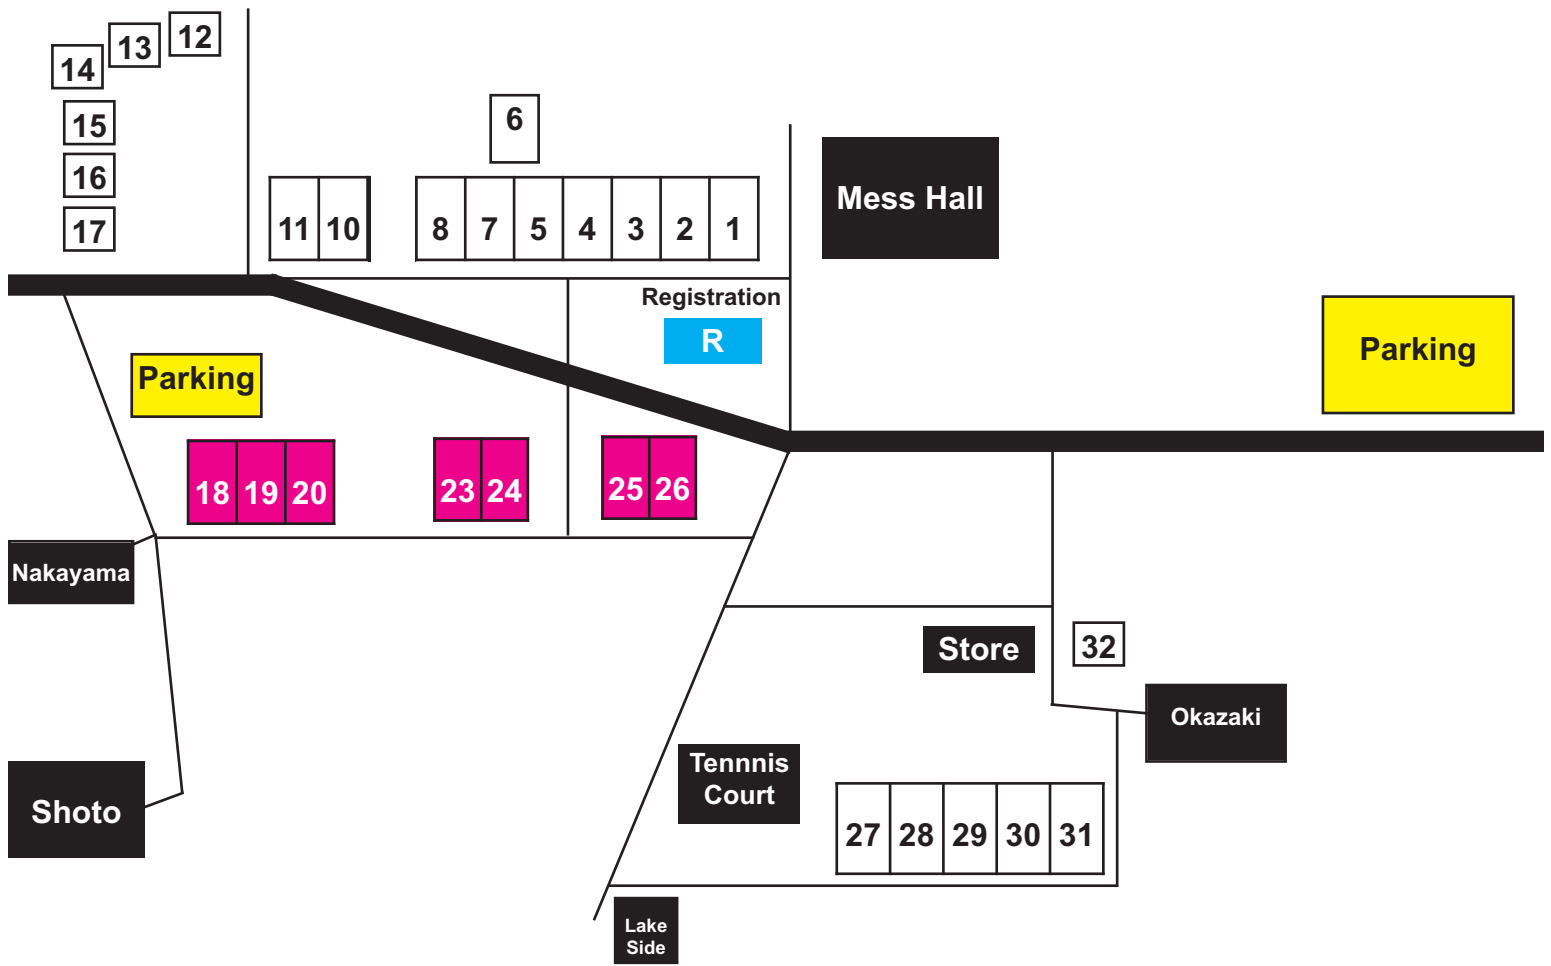 12
13
14
15
16
17
6
11 10
8 7 5 4 3 2 1
Mess Hall
Registration
R
Parking
Parking
18 19 20
23 24
25 26
Nakayama
Store
32
Okazaki
Shoto
Tennnis
Court
27 28 29 30 31
Lake
Side